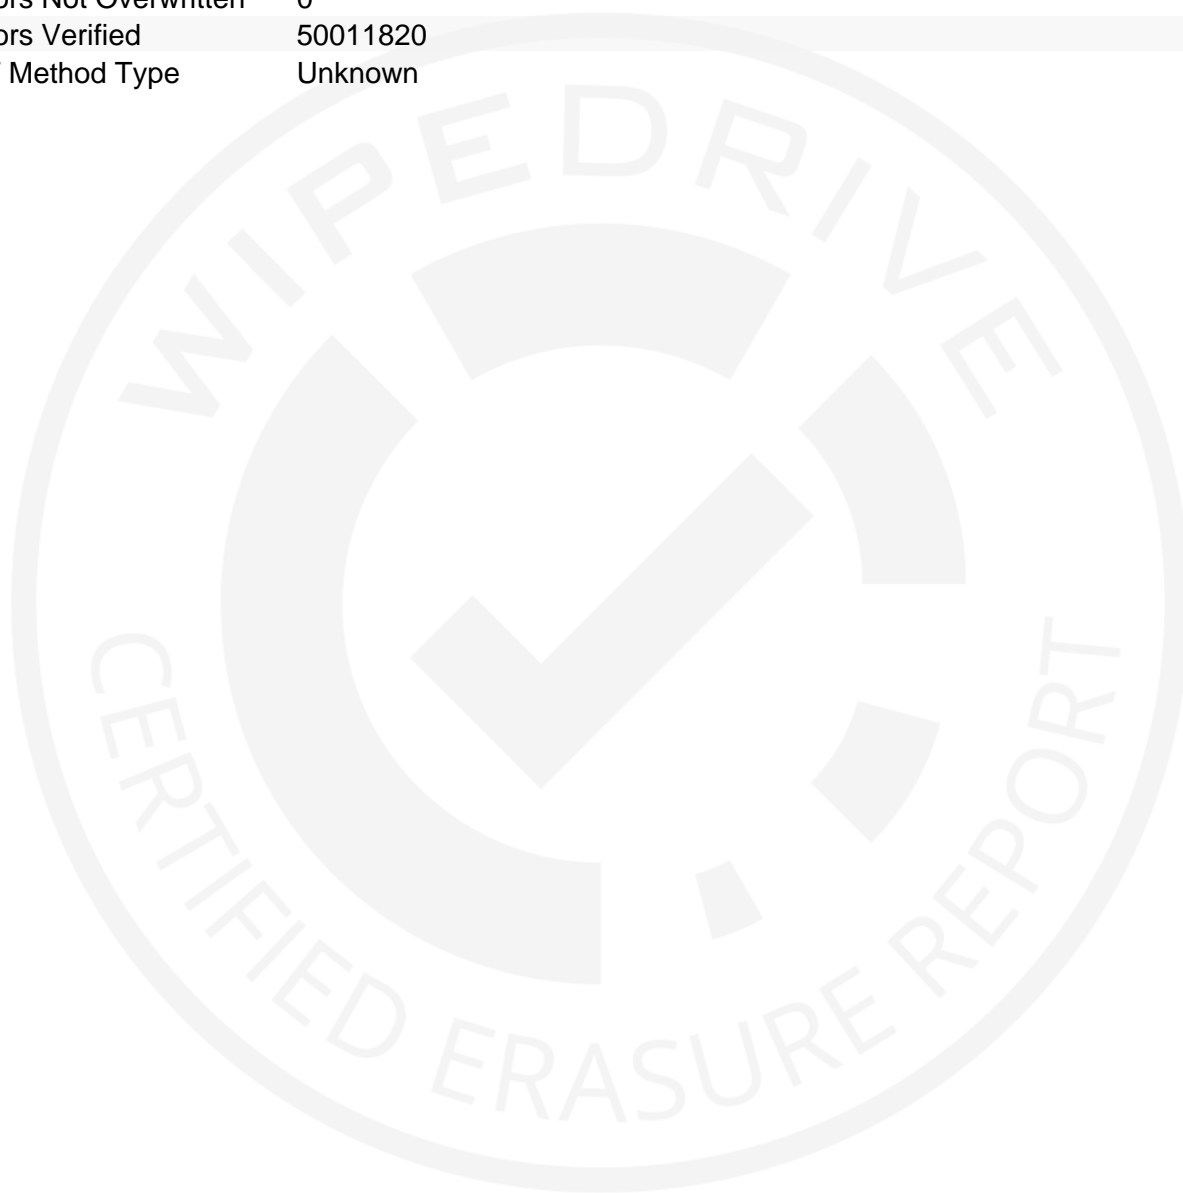 ors Not Overwritten 0
ors Verified 50011820
Method Type Unknown
WIPEDRIVE
CERTIFIED ERASURE REPORT